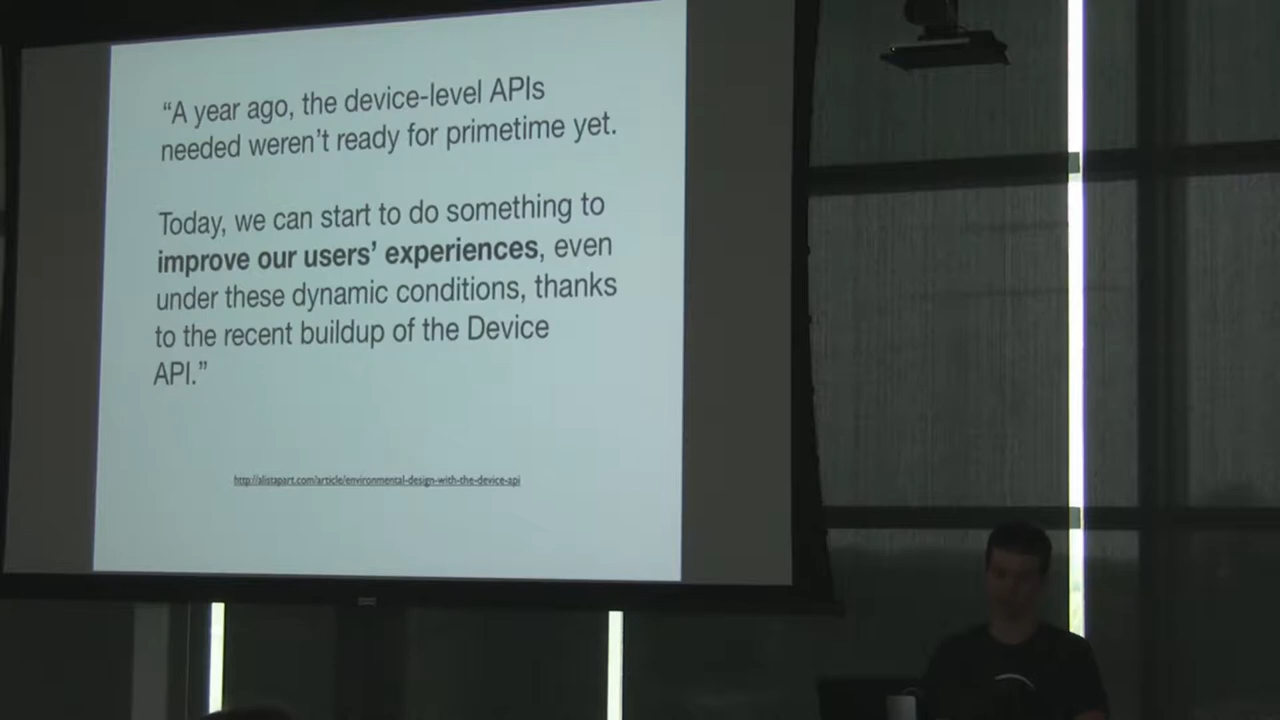 “A year ago, the device-level APIs
needed weren’t ready for primetime yet.
Today, we can start to do something to
improve our users’ experiences, even
under these dynamic conditions, thanks
to the recent buildup of the Device
API.”
http://alistapart.com/article/environmental-design-with-the-device-api